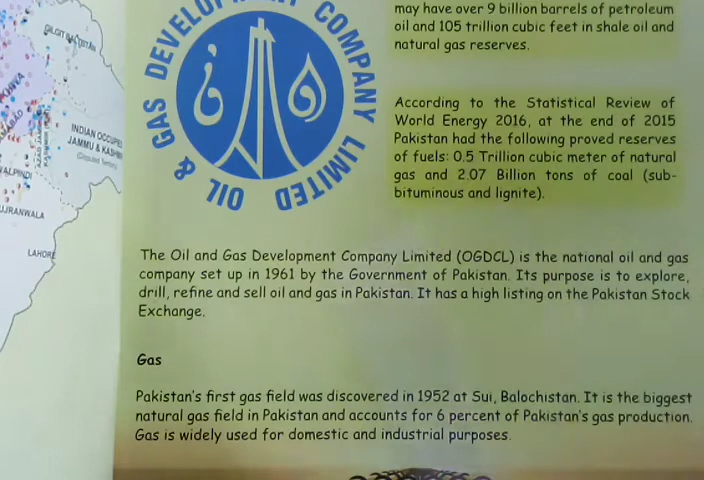 may have over 9 billion barrels of petroleum
oil and 105 trillion cubic feet in shale oil and
natural gas reserves.
OIL & GAS DEVELOPMENT COMPANY LIMITED
According to the Statistical Review of
World Energy 2016, at the end of 2015
Pakistan had the following proved reserves
of fuels: 0.5 Trillion cubic meter of natural
gas and 2.07 Billion tons of coal (sub-
bituminous and lignite).
GILGIT BALTISTAN
INDIAN OCCUPIED
JAMMU & KASHMIR
(Disputed Territory)
LAHORE
The Oil and Gas Development Company Limited (OGDCL) is the national oil and gas
company set up in 1961 by the Government of Pakistan. Its purpose is to explore,
drill, refine and sell oil and gas in Pakistan. It has a high listing on the Pakistan Stock
Exchange.
Gas
Pakistan's first gas field was discovered in 1952 at Sui, Balochistan. It is the biggest
natural gas field in Pakistan and accounts for 6 percent of Pakistan's gas production.
Gas is widely used for domestic and industrial purposes.